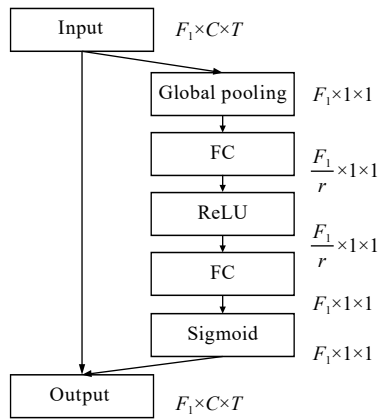 Input
F₁×C×T
Global pooling
F₁×1×1
FC
F₁/r ×1×1
ReLU
F₁/r ×1×1
FC
F₁×1×1
Sigmoid
F₁×1×1
Output
F₁×C×T